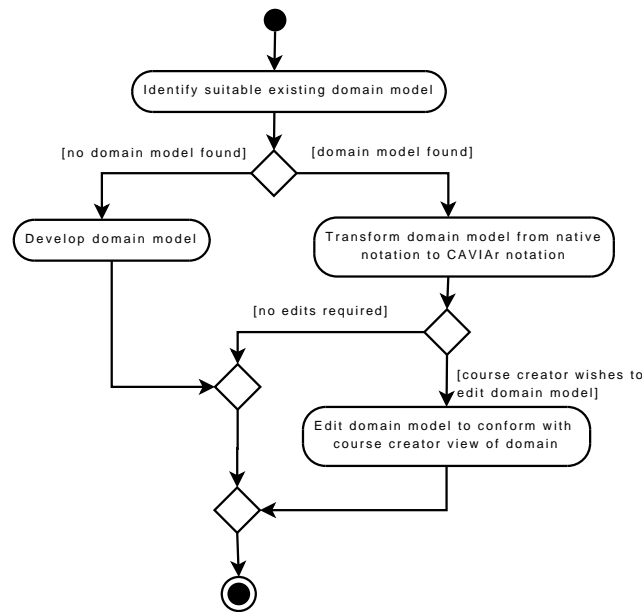 Identify suitable existing domain model
[no domain model found]
[domain model found]
Develop domain model
Transform domain model from native
notation to CAVIAr notation
[no edits required]
[course creator wishes to
edit domain model]
Edit domain model to conform with
course creator view of domain